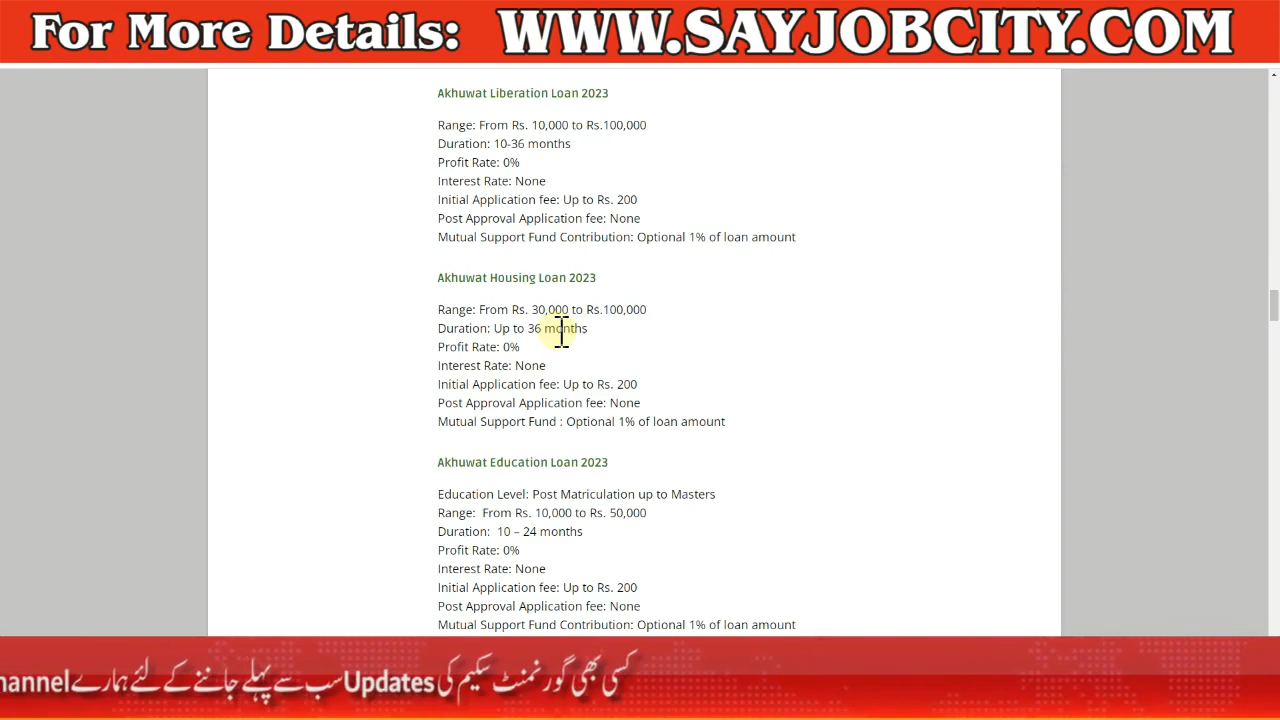 For More Details: WWW.SAYJOBCITY.COM
Akhuwat Liberation Loan 2023
Range: From Rs. 10,000 to Rs.100,000
Duration: 10-36 months
Profit Rate: 0%
Interest Rate: None
Initial Application fee: Up to Rs. 200
Post Approval Application fee: None
Mutual Support Fund Contribution: Optional 1% of loan amount
Akhuwat Housing Loan 2023
Range: From Rs. 30,000 to Rs.100,000
Duration: Up to 36 months
Profit Rate: 0%
Interest Rate: None
Initial Application fee: Up to Rs. 200
Post Approval Application fee: None
Mutual Support Fund : Optional 1% of loan amount
Akhuwat Education Loan 2023
Education Level: Post Matriculation up to Masters
Range:  From Rs. 10,000 to Rs. 50,000
Duration:  10 – 24 months
Profit Rate: 0%
Interest Rate: None
Initial Application fee: Up to Rs. 200
Post Approval Application fee: None
Mutual Support Fund Contribution: Optional 1% of loan amount
کسی بھی گورنمنٹ سکیم کی Updates سب سے پہلے جاننے کے لئے ہمارے hannel